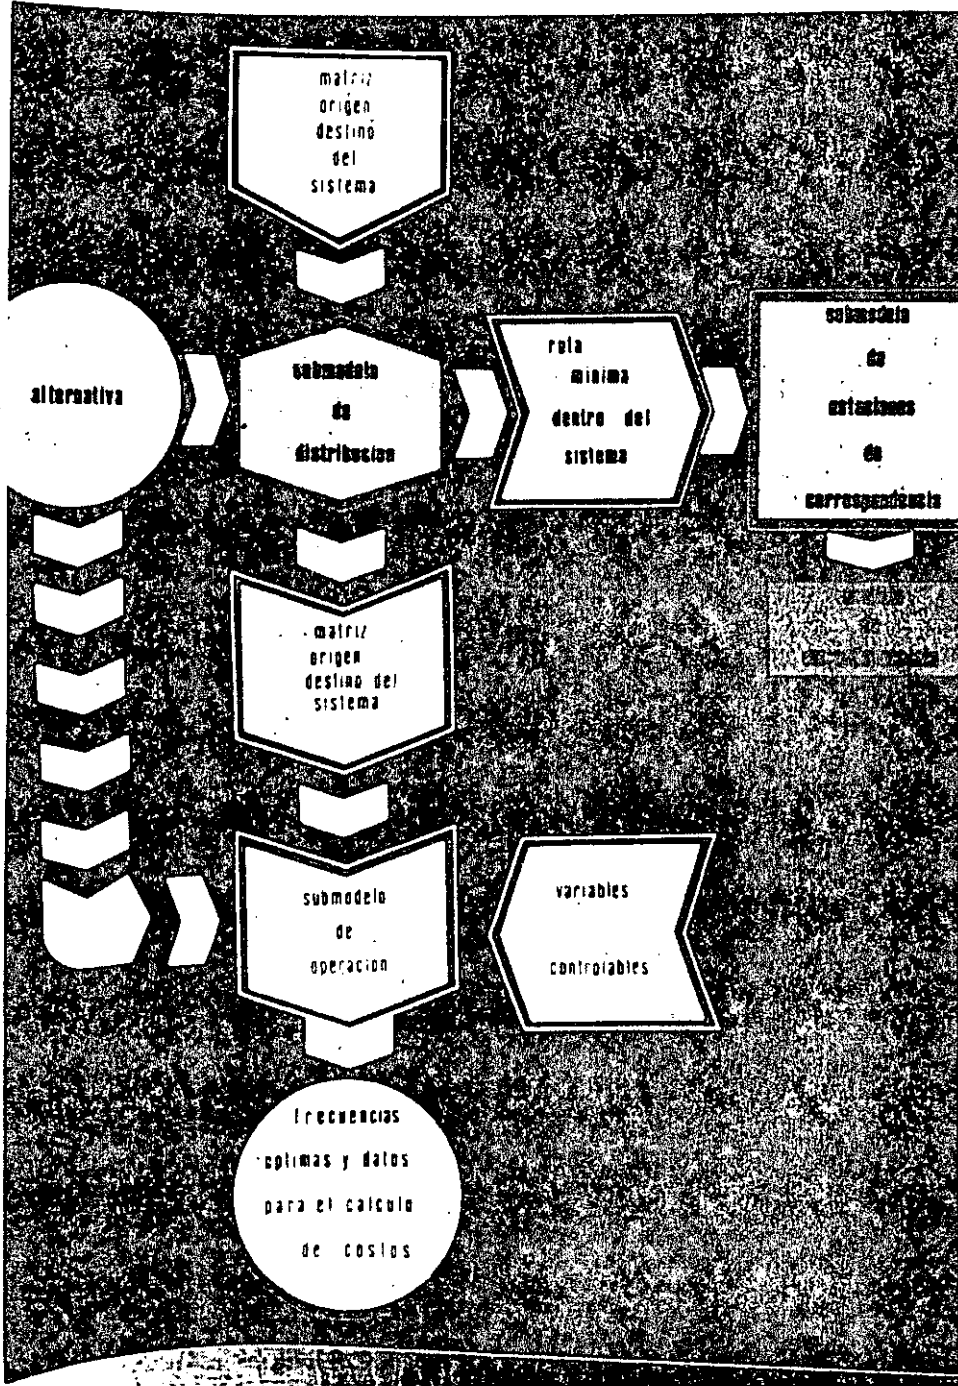 matriz
origen
destino
del
sistema
alternativa
submodelo
de
distribucion
ruta
minima
dentro del
sistema
submodelo
de
estaciones
de
correspondencia
matriz
origen
destino del
sistema
submodelo
de
operacion
variables
controlables
frecuencias
optimas y datos
para el calculo
de costos